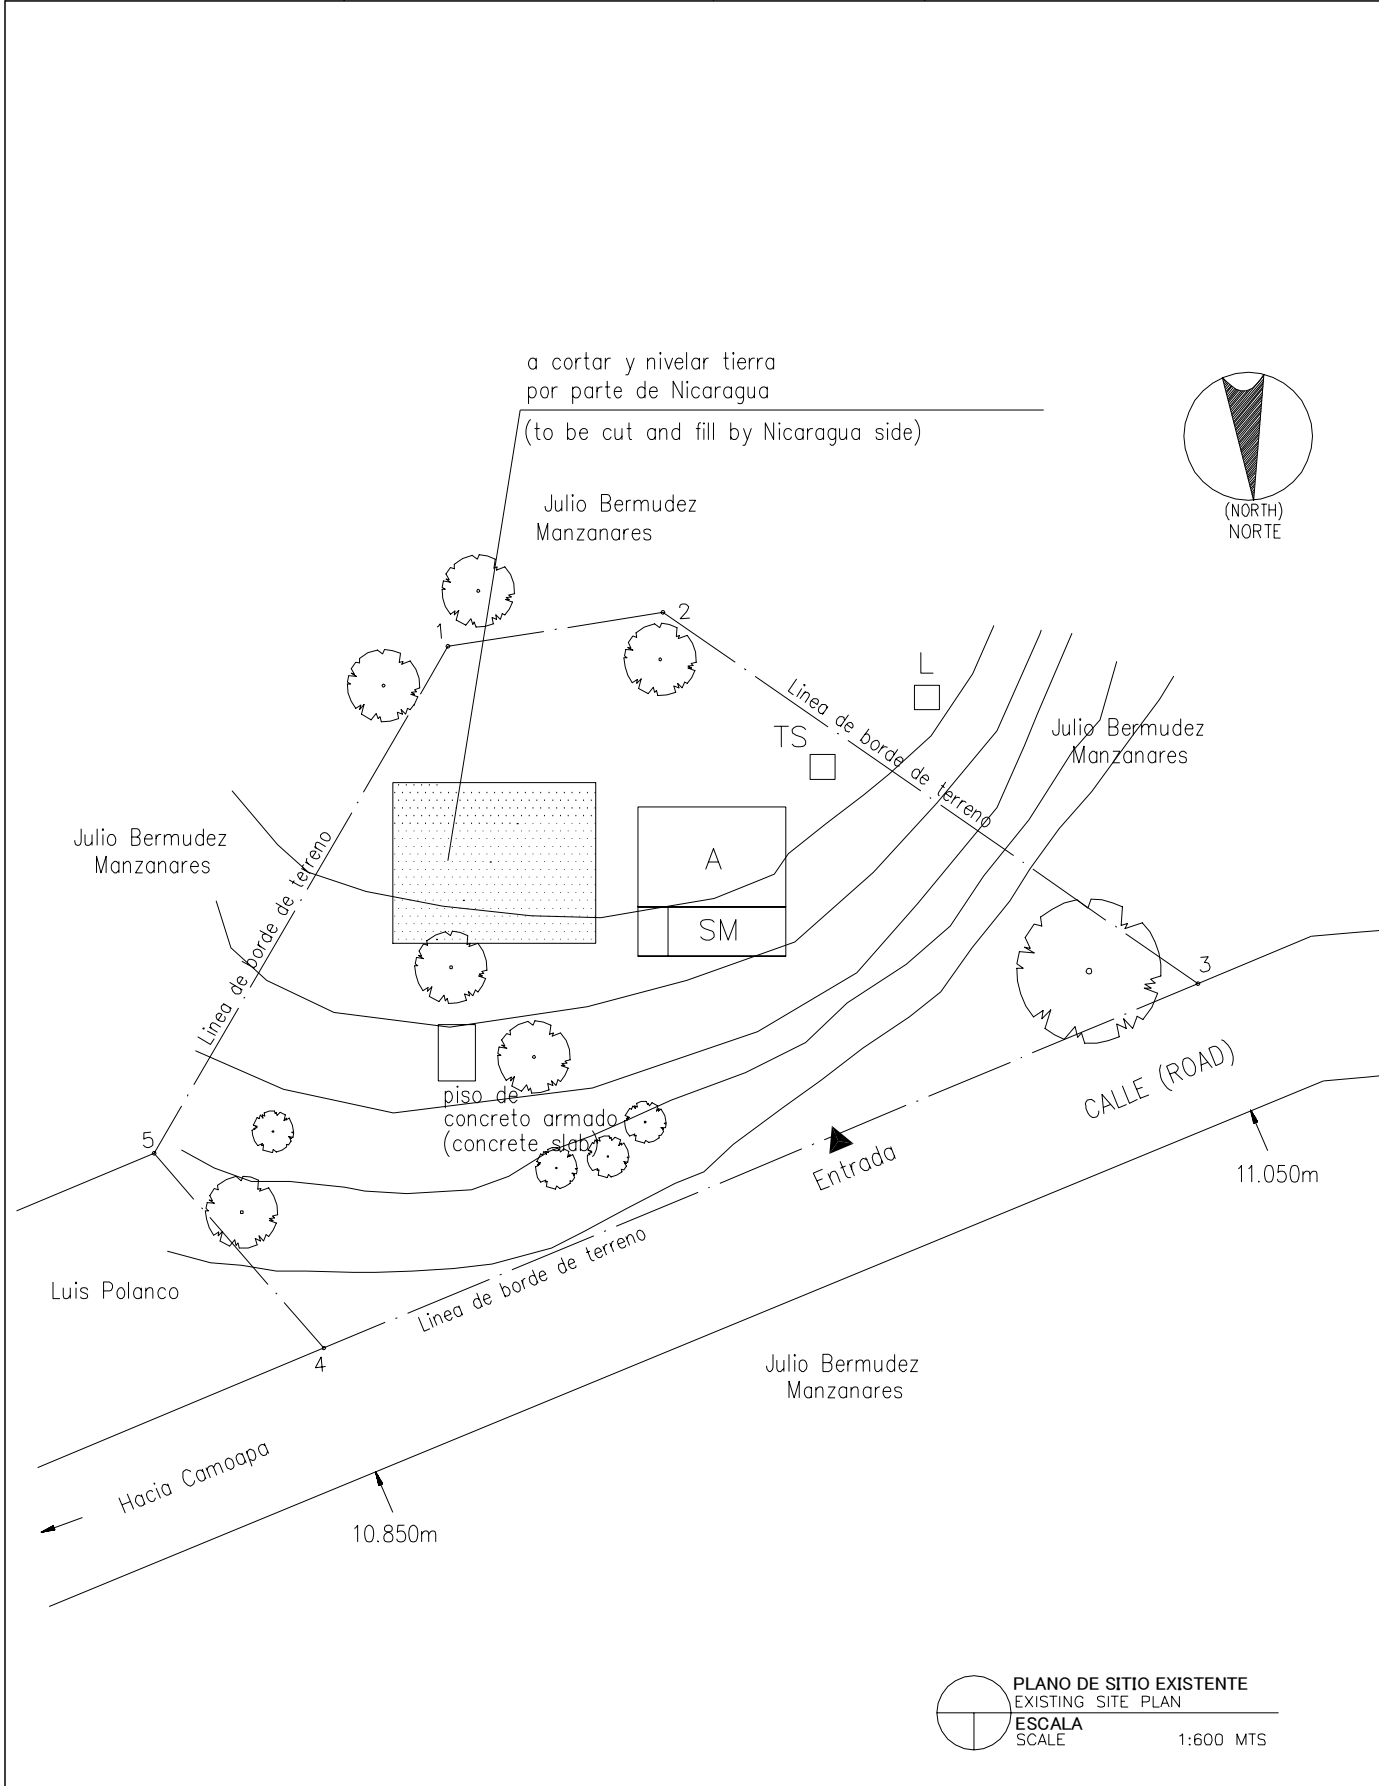 a cortar y nivelar tierra
por parte de Nicaragua
(to be cut and fill by Nicaragua side)
(NORTH)
NORTE
Julio Bermudez
Manzanares
1
2
L
TS
Linea de borde de terreno
Julio Bermudez
Manzanares
Julio Bermudez
Manzanares
Linea de borde de terreno
A
SM
3
CALLE (ROAD)
piso de
concreto armado
(concrete slab)
5
Entrada
11.050m
Luis Polanco
Linea de borde de terreno
4
Julio Bermudez
Manzanares
Hacia Camoapa
10.850m
PLANO DE SITIO EXISTENTE
EXISTING SITE PLAN
ESCALA
SCALE 1:600 MTS